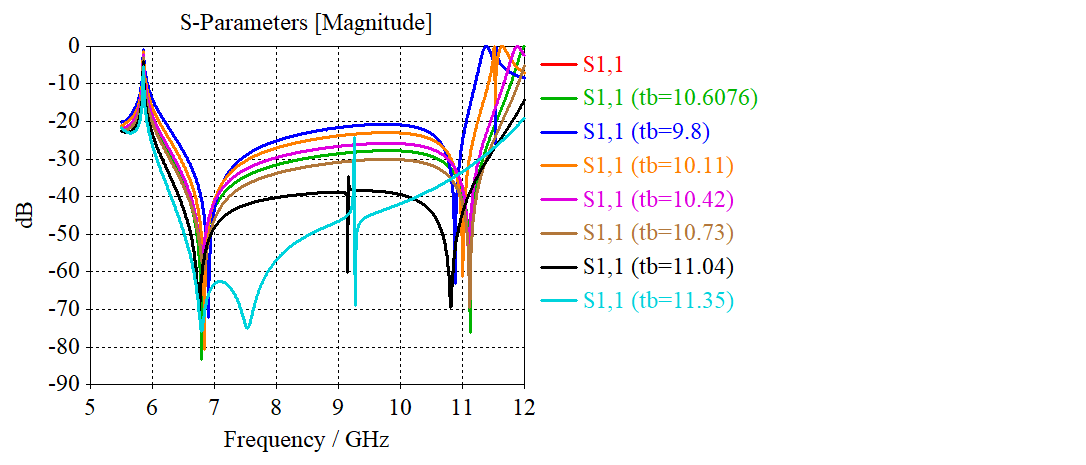 S-Parameters [Magnitude]
0
-10
-20
-30
-40
-50
-60
-70
-80
-90
dB
5 6 7 8 9 10 11 12
Frequency / GHz
S1,1
S1,1 (tb=10.6076)
S1,1 (tb=9.8)
S1,1 (tb=10.11)
S1,1 (tb=10.42)
S1,1 (tb=10.73)
S1,1 (tb=11.04)
S1,1 (tb=11.35)